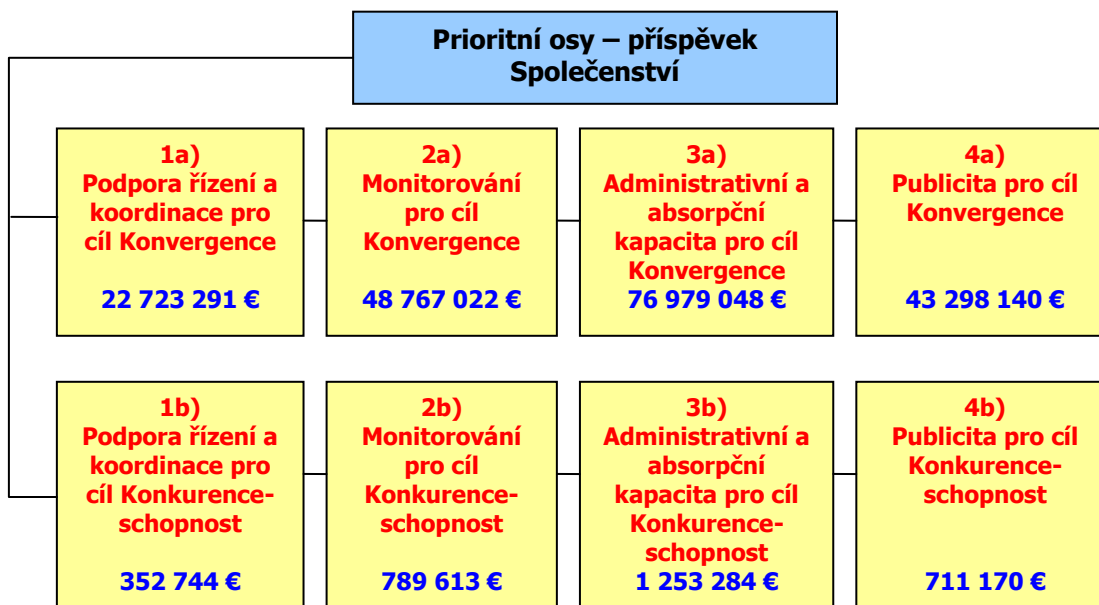 Prioritní osy – příspěvek
Společenství
1a)
Podpora řízení a
koordinace pro
cíl Konvergence
22 723 291 €
2a)
Monitorování
pro cíl
Konvergence
48 767 022 €
3a)
Administrativní a
absorpční
kapacita pro cíl
Konvergence
76 979 048 €
4a)
Publicita pro cíl
Konvergence
43 298 140 €
1b)
Podpora řízení a
koordinace pro
cíl Konkurence-
schopnost
352 744 €
2b)
Monitorování
pro cíl
Konkurence-
schopnost
789 613 €
3b)
Administrativní a
absorpční
kapacita pro cíl
Konkurence-
schopnost
1 253 284 €
4b)
Publicita pro cíl
Konkurence-
schopnost
711 170 €